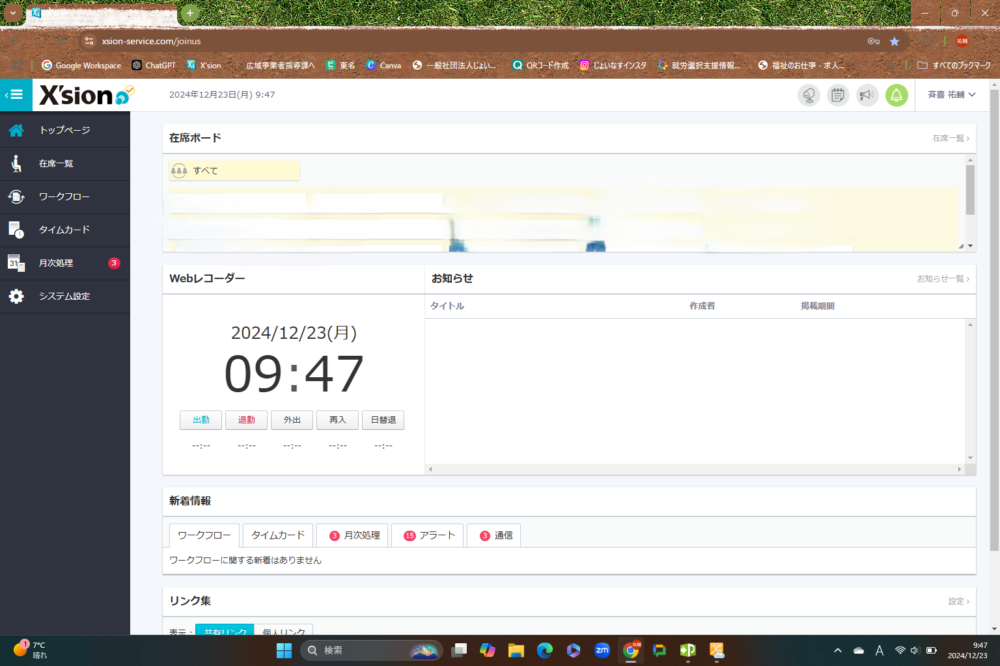 xsion-service.com/joinus
祐輔
Google Workspace ChatGPT X'sion 広域事業者指導課へ 東名 Canva 一般社団法人じょい... QRコード作成 じょいなすインスタ 就労選択支援情報... 福祉のお仕事 - 求人... すべてのブックマーク
X'sion 2024年12月23日(月) 9:47 斉喜 祐輔
トップページ
在席一覧
ワークフロー
タイムカード
31 月次処理 3
システム設定
在席ボード 在席一覧
すべて
Webレコーダー お知らせ お知らせ一覧
タイトル 作成者 掲載期間
2024/12/23(月)
09:47
出勤 退勤 外出 再入 日替退
--:-- --:-- --:-- --:-- --:--
新着情報
ワークフロー タイムカード 3 月次処理 15 アラート 3 通信
ワークフローに関する新着はありません
リンク集 設定
表示: 共有リンク 個人リンク
1 7°C
晴れ
検索
zm
祐輔
A
9:47
2024/12/23